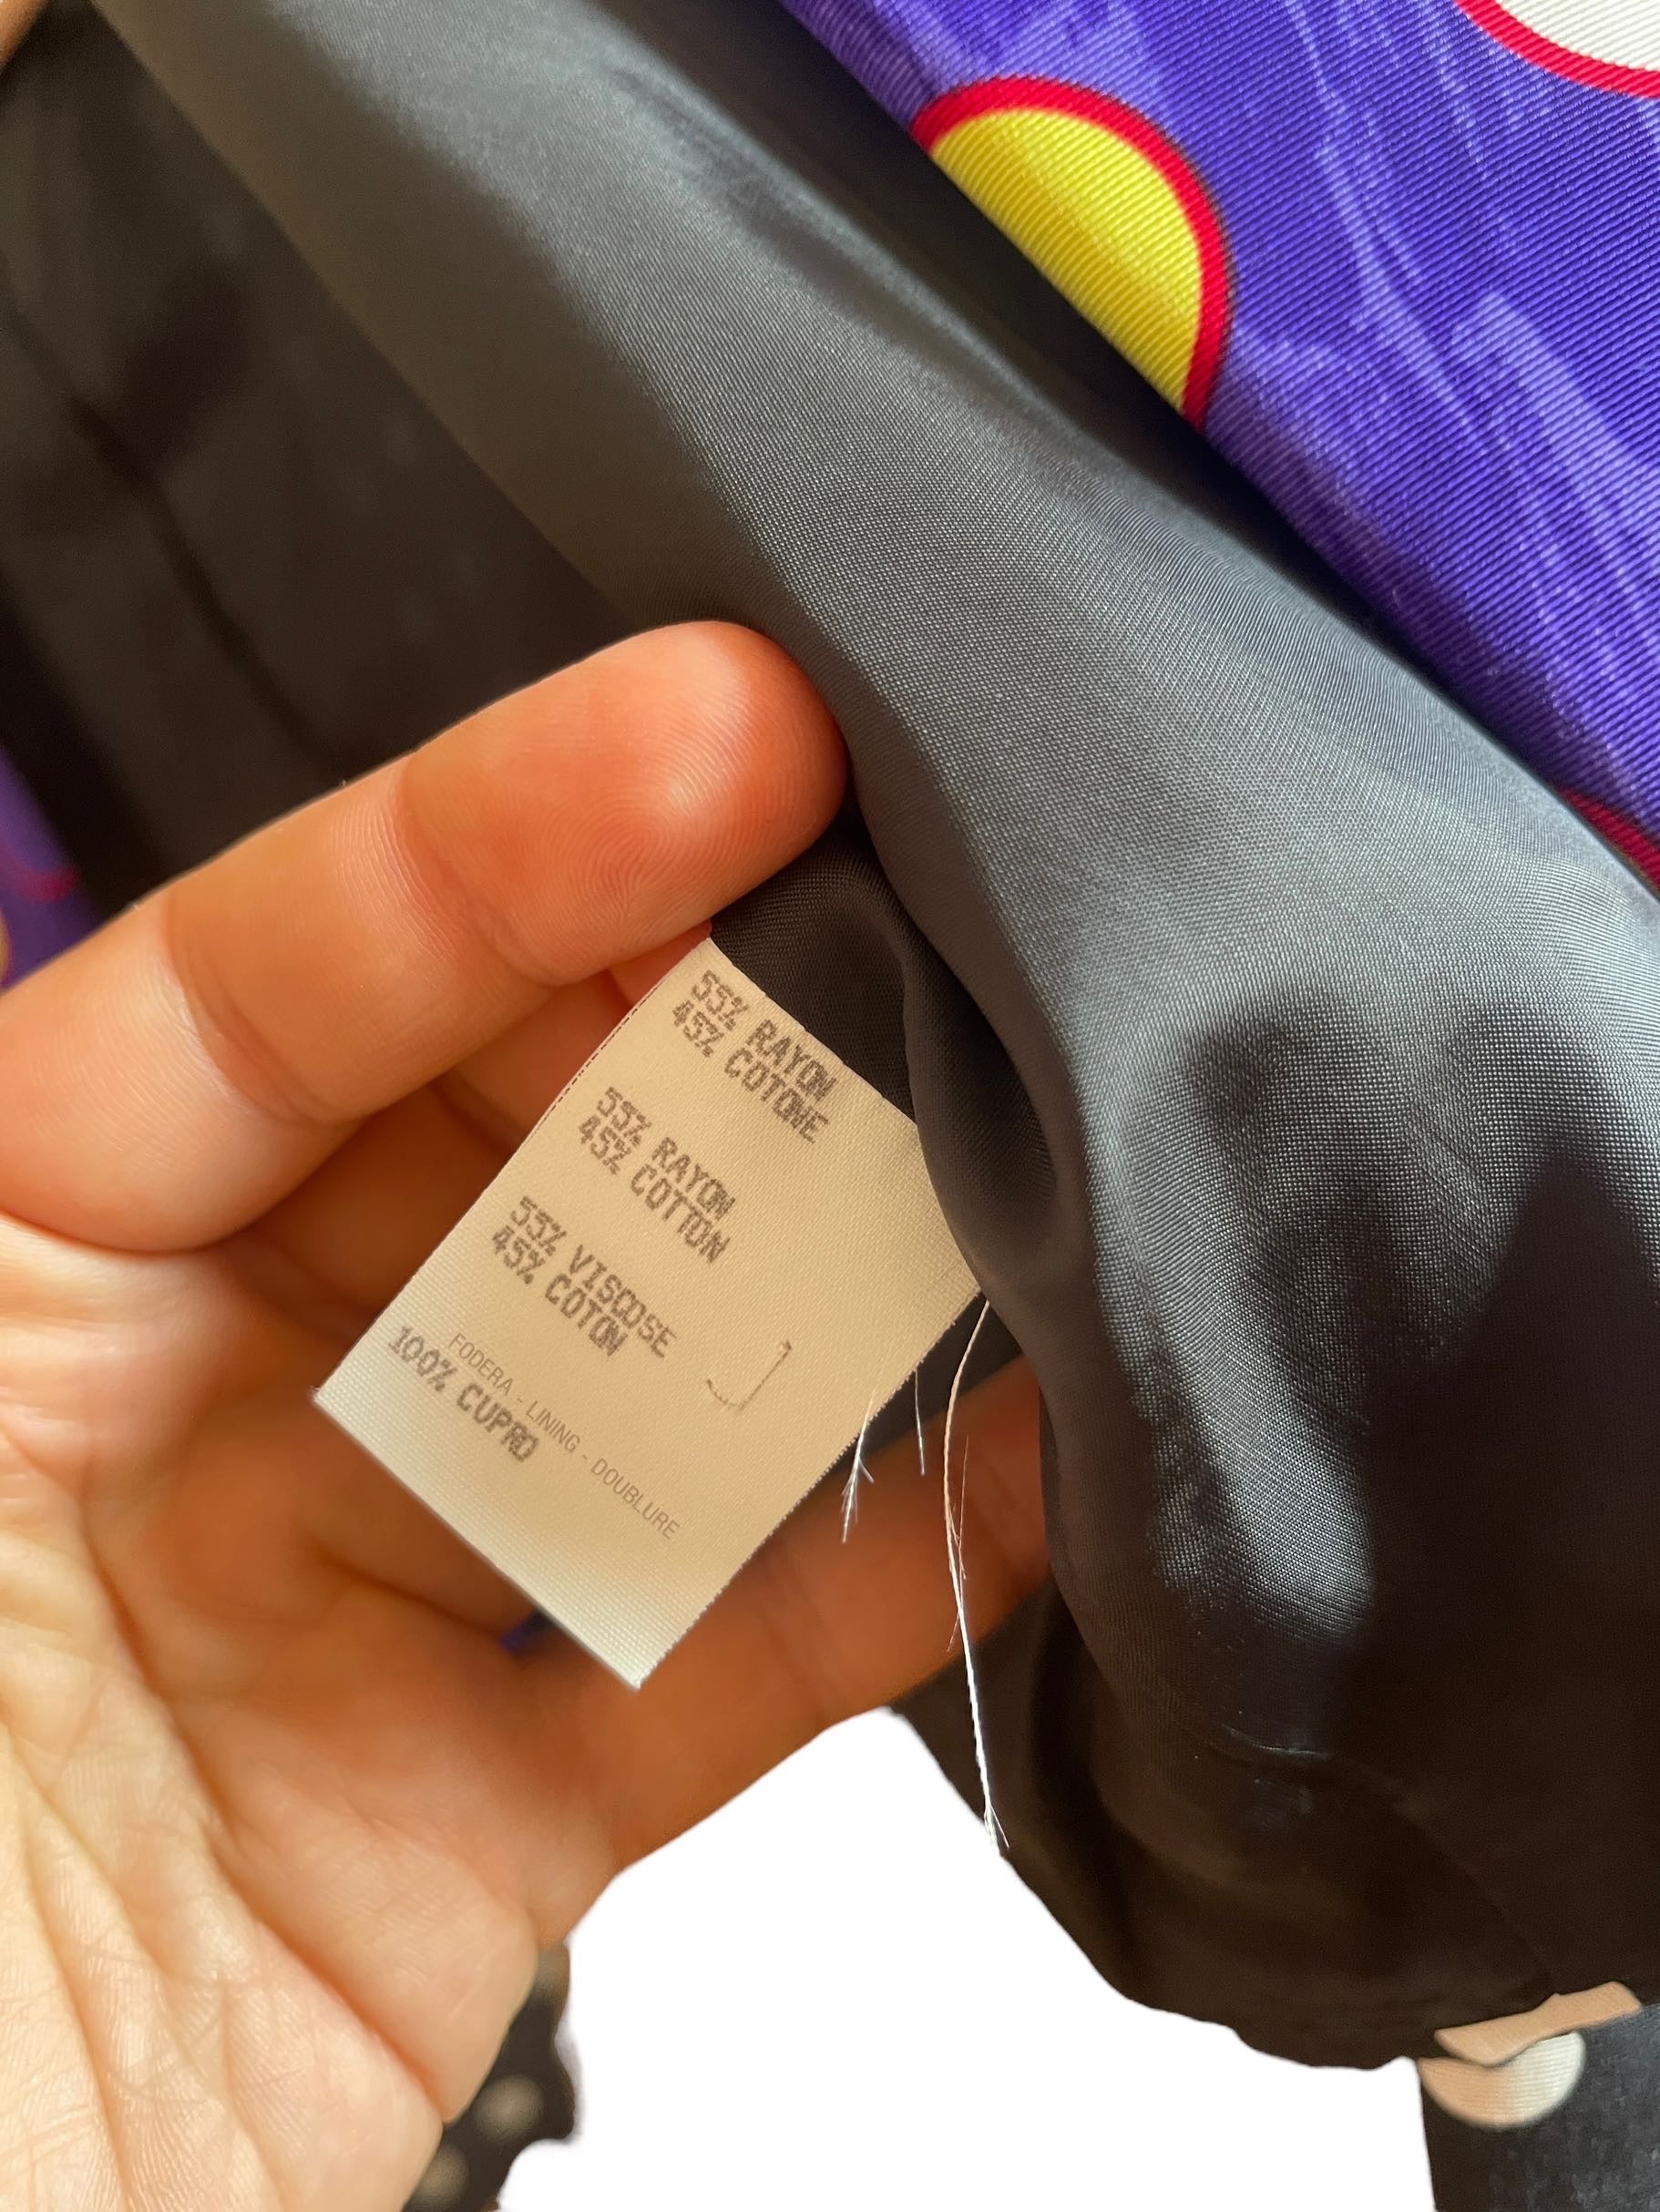 55% RAYON
45% COTONE
55% RAYON
45% COTTON
55% VISCOSE
45% COTON
FODERA - LINING - DOUBLURE
100% CUPRO